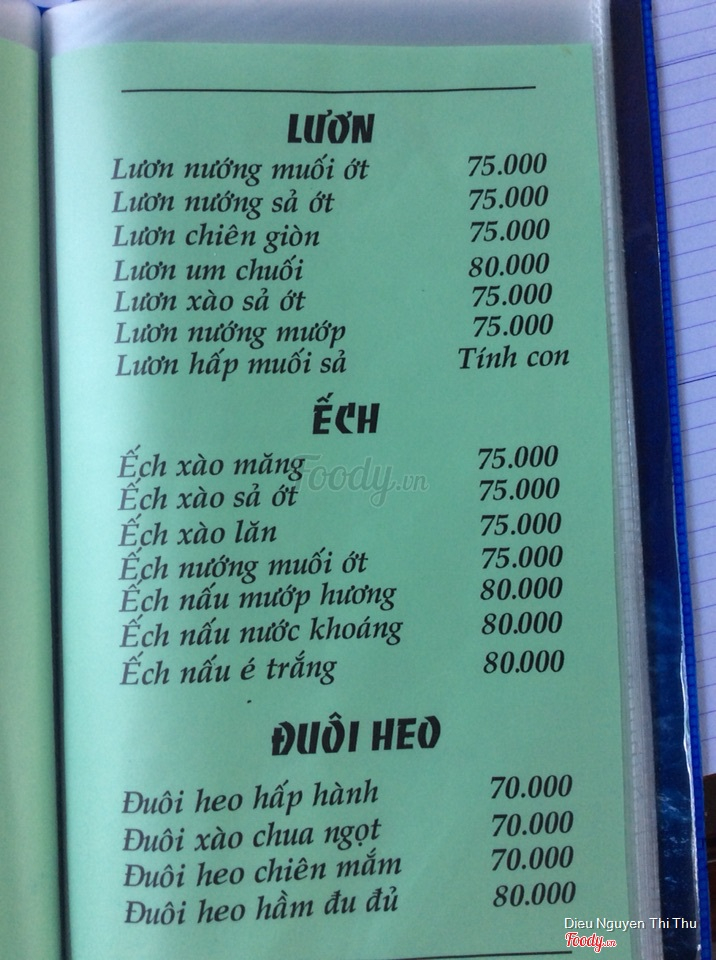 LƯƠN
Lươn nướng muối ớt 75.000
Lươn nướng sả ớt 75.000
Lươn chiên giòn 75.000
Lươn um chuối 80.000
Lươn xào sả ớt 75.000
Lươn nướng mướp 75.000
Lươn hấp muối sả Tính con
ẾCH
Ếch xào măng 75.000
Ếch xào sả ớt 75.000
Ếch xào lăn 75.000
Ếch nướng muối ớt 75.000
Ếch nấu mướp hương 80.000
Ếch nấu nước khoáng 80.000
Ếch nấu é trắng 80.000
ĐUÔI HEO
Đuôi heo hấp hành 70.000
Đuôi xào chua ngọt 70.000
Đuôi heo chiên mắm 70.000
Đuôi heo hầm đu đủ 80.000
Foody.vn
Dieu Nguyen Thi Thu
Foody.vn